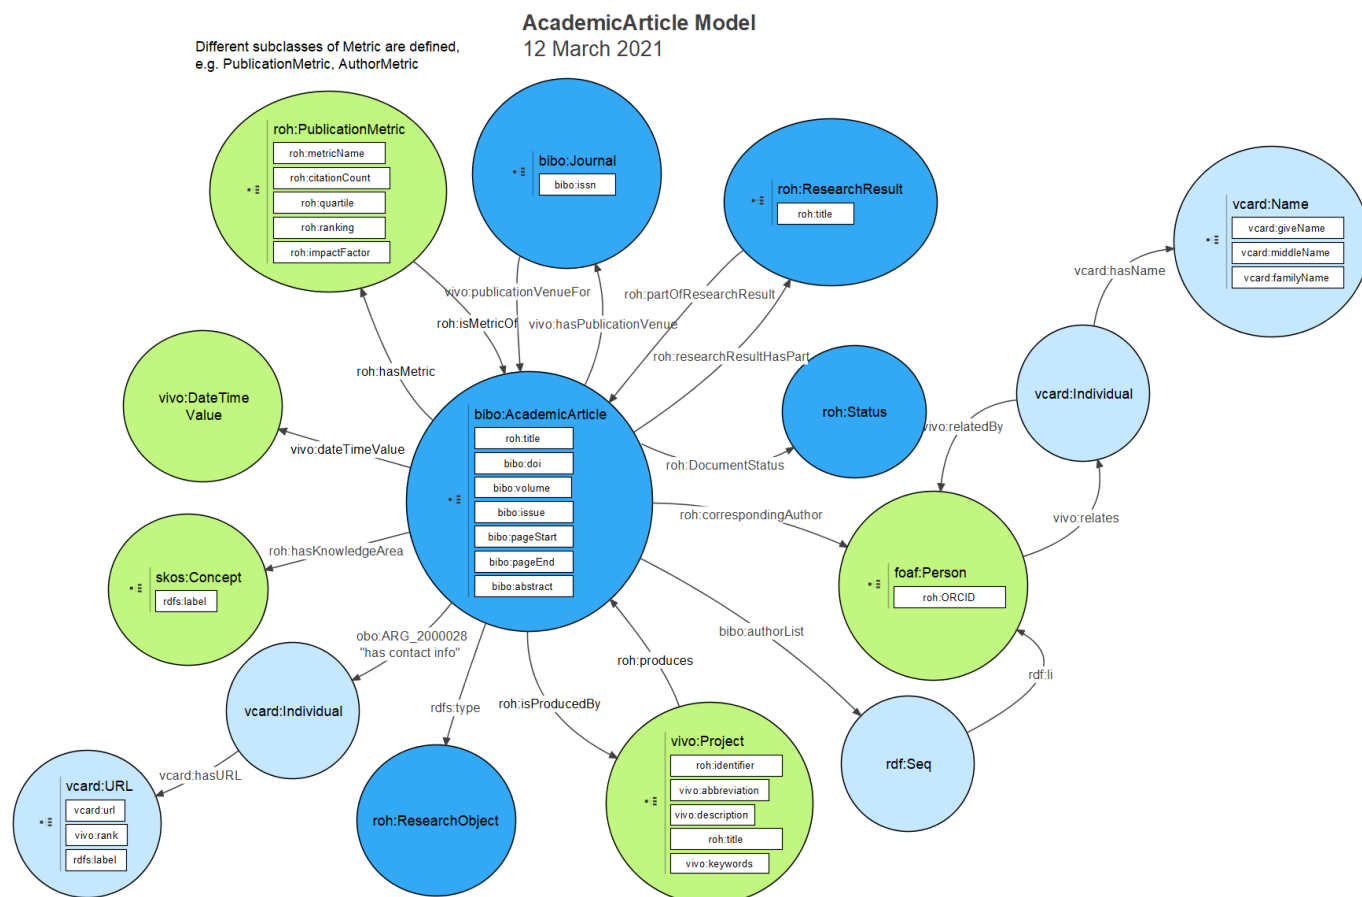 AcademicArticle Model
12 March 2021
Different subclasses of Metric are defined,
e.g. PublicationMetric, AuthorMetric
roh:PublicationMetric
roh:metricName
roh:citationCount
roh:quartile
roh:ranking
roh:impactFactor
bibo:Journal
bibo:issn
roh:ResearchResult
roh:title
vcard:Name
vcard:giveName
vcard:middleName
vcard:familyName
vcard:hasName
vivo:publicationVenueFor
roh:partOfResearchResult
roh:isMetricOf
vivo:hasPublicationVenue
roh:researchResultHasPart
roh:hasMetric
vivo:DateTime
Value
vivo:dateTimeValue
bibo:AcademicArticle
roh:title
bibo:doi
bibo:volume
bibo:issue
bibo:pageStart
bibo:pageEnd
bibo:abstract
roh:Status
roh:DocumentStatus
vcard:Individual
vivo:relatedBy
vivo:relates
roh:correspondingAuthor
foaf:Person
roh:ORCID
roh:hasKnowledgeArea
skos:Concept
rdfs:label
obo:ARG_2000028
"has contact info"
bibo:authorList
roh:produces
rdf:li
vcard:Individual
rdfs:type
roh:isProducedBy
vcard:hasURL
vcard:URL
vcard:url
vivo:rank
rdfs:label
roh:ResearchObject
vivo:Project
roh:identifier
vivo:abbreviation
vivo:description
roh:title
vivo:keywords
rdf:Seq